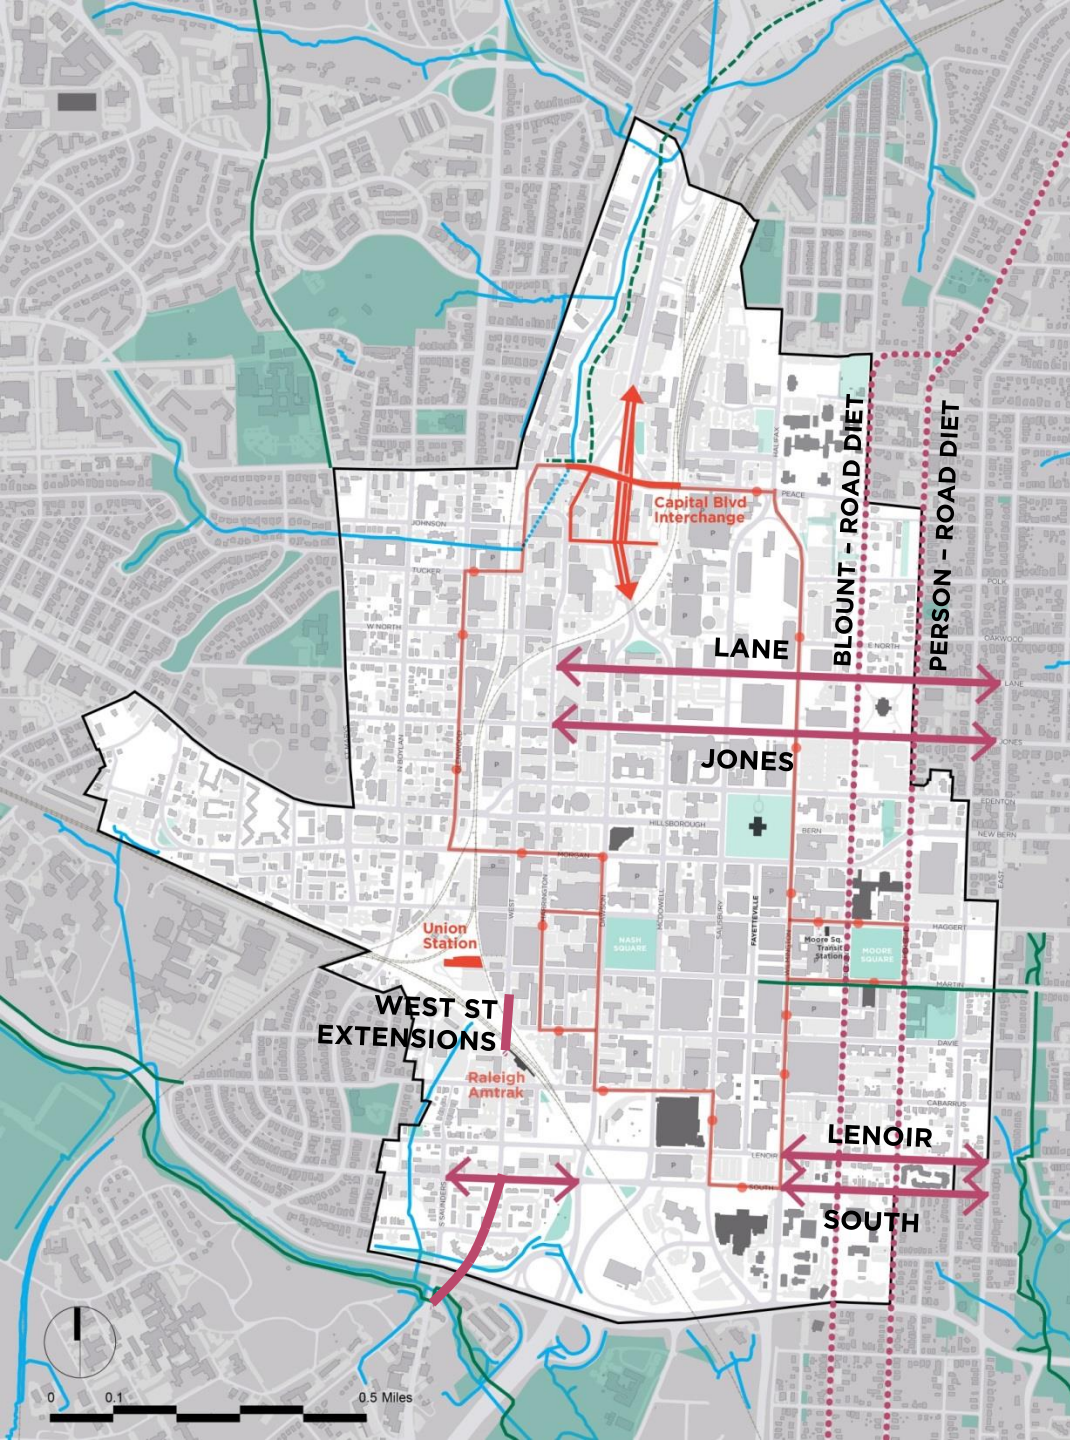 BLOUNT – ROAD DIET
PERSON – ROAD DIET
HALIFAX
Capital Blvd
Interchange
PEACE
JOHNSON
P
TUCKER
P
POLK
W NORTH
P
E NORTH
OAKWOOD
LANE
LANE
JONES
JONES
N BOYLAN
GLENWOOD
P
EDENTON
HILLSBOROUGH
BERN
NEW BERN
MORGAN
P
P
EAST
WEST
HARRINGTON
DAWSON
MCDOWELL
SALISBURY
FAYETTEVILLE
WILMINGTON
HARGETT
Union
Station
NASH
SQUARE
Moore Sq.
Transit
Station
MOORE
SQUARE
MARTIN
WEST ST
EXTENSIONS
DAVIE
P
Raleigh
Amtrak
CABARRUS
LENOIR
LENOIR
P
SOUTH
SOUTH
S SAUNDERS
0 0.1 0.5 Miles